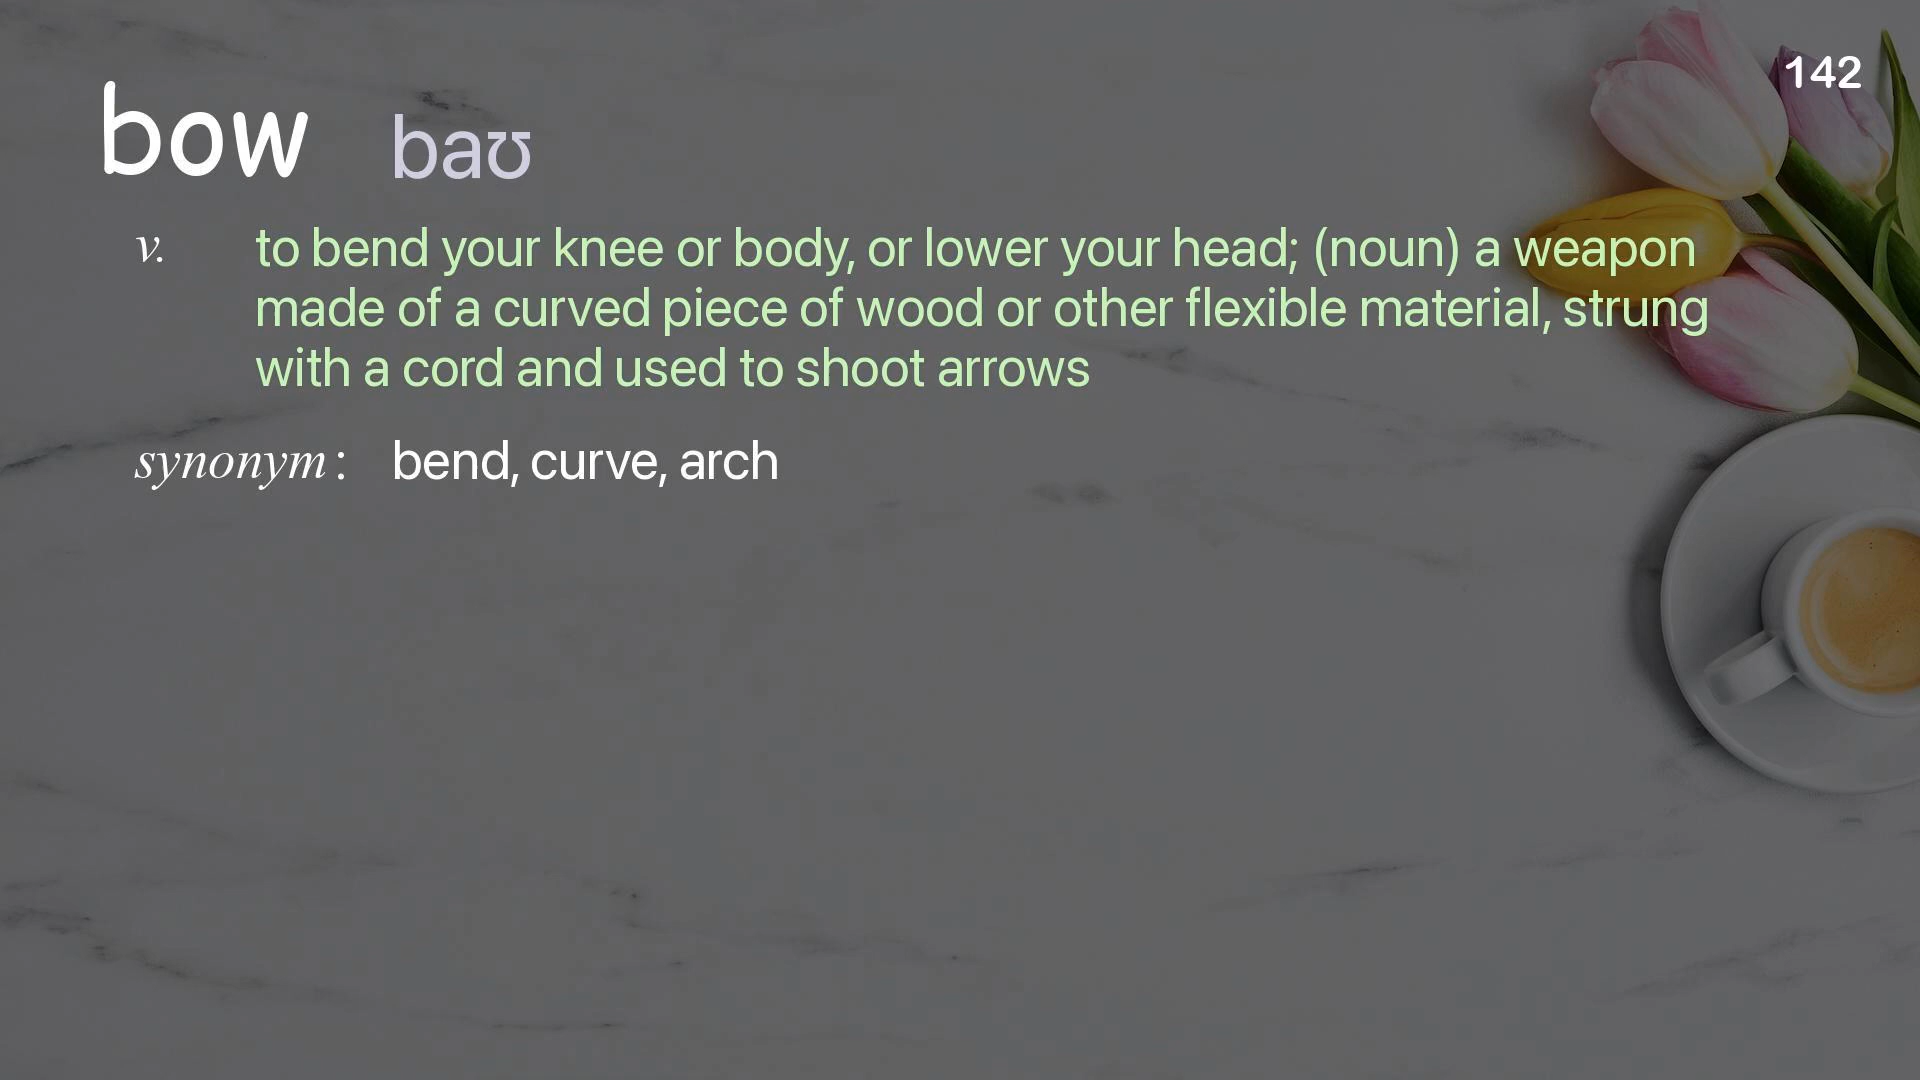 142
bow baʊ
v. to bend your knee or body, or lower your head; (noun) a weapon
made of a curved piece of wood or other flexible material, strung
with a cord and used to shoot arrows
synonym : bend, curve, arch